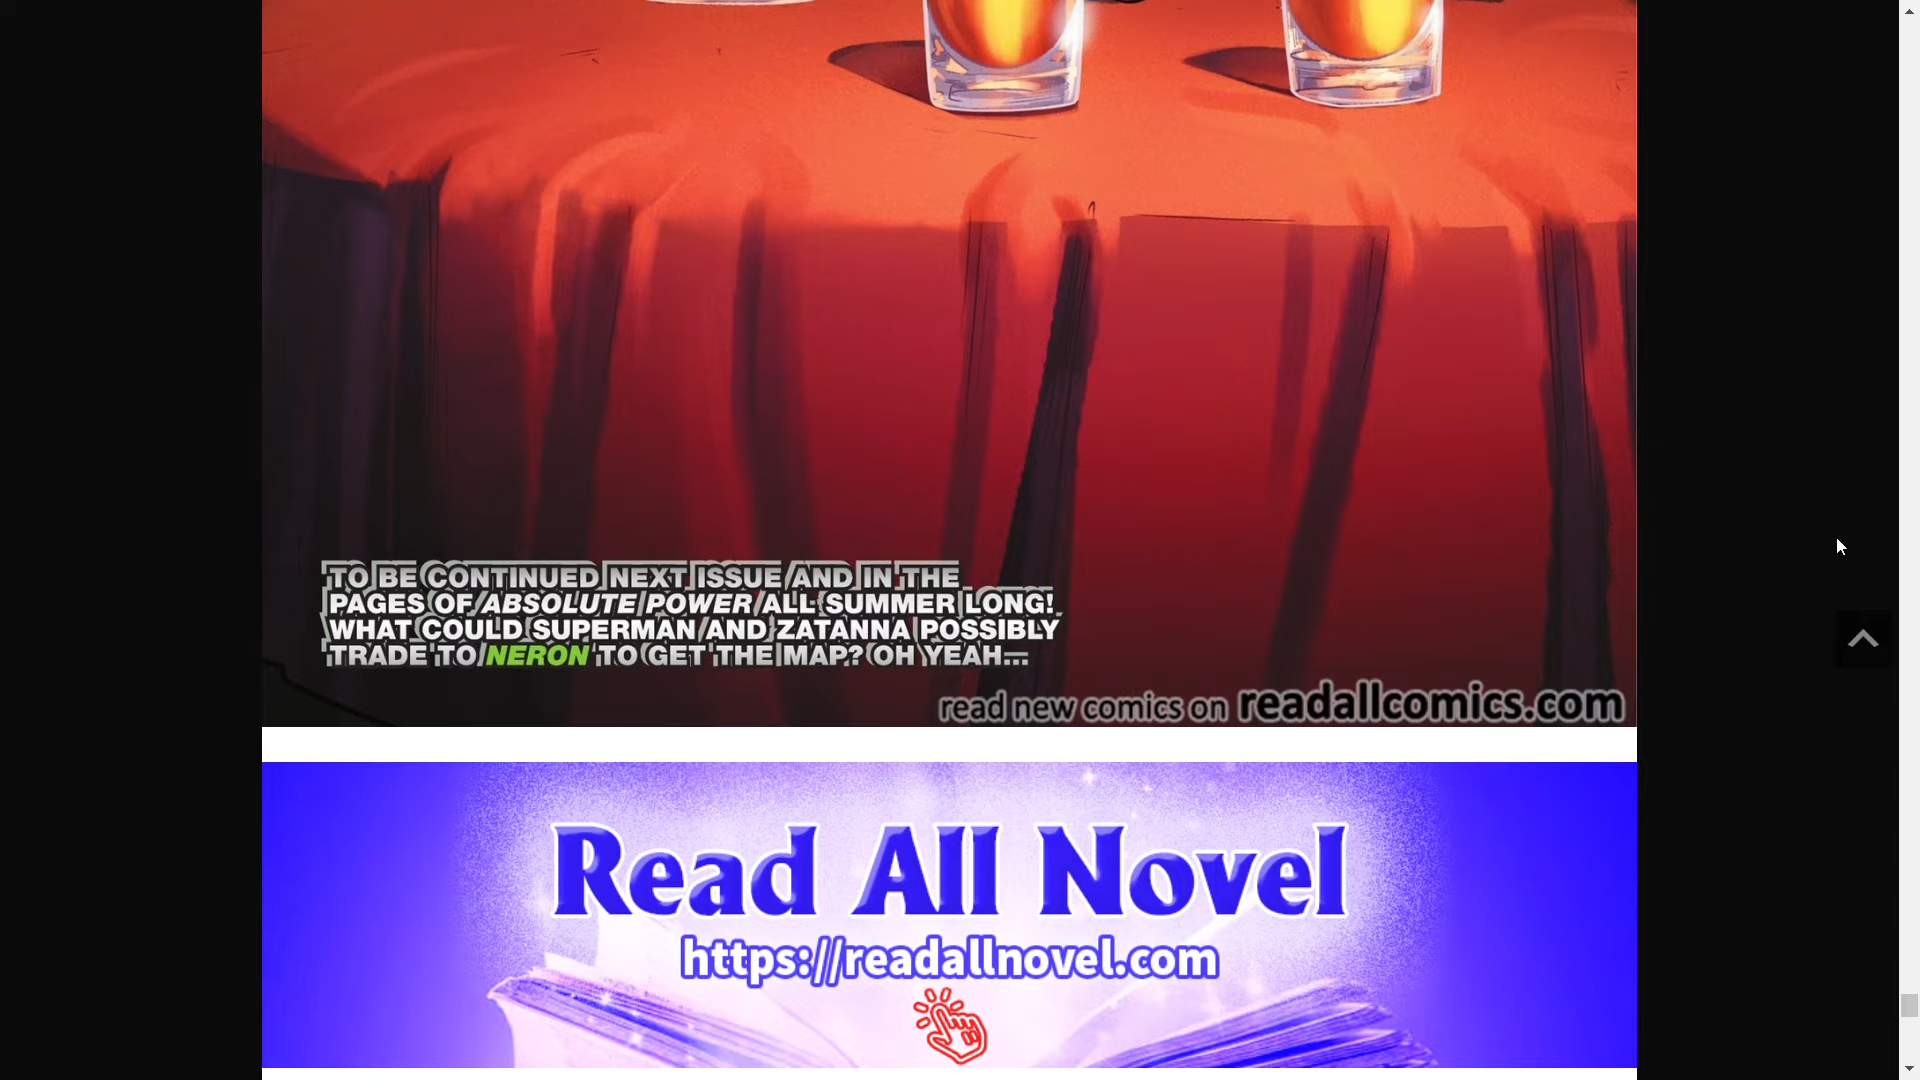 TO BE CONTINUED NEXT ISSUE AND IN THE
PAGES OF ABSOLUTE POWER ALL SUMMER LONG!
WHAT COULD SUPERMAN AND ZATANNA POSSIBLY
TRADE TO NERON TO GET THE MAP? OH YEAH...
read new comics on readallcomics.com
Read All Novel
https://readallnovel.com